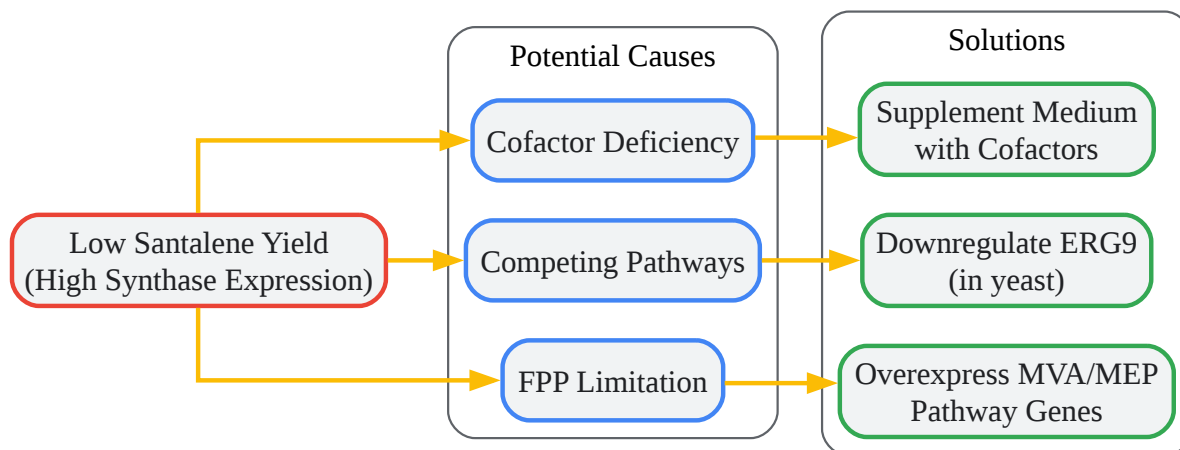 Potential Causes
Solutions
Cofactor Deficiency
Supplement Medium
with Cofactors
Low Santalene Yield
(High Synthase Expression)
Competing Pathways
Downregulate ERG9
(in yeast)
FPP Limitation
Overexpress MVA/MEP
Pathway Genes